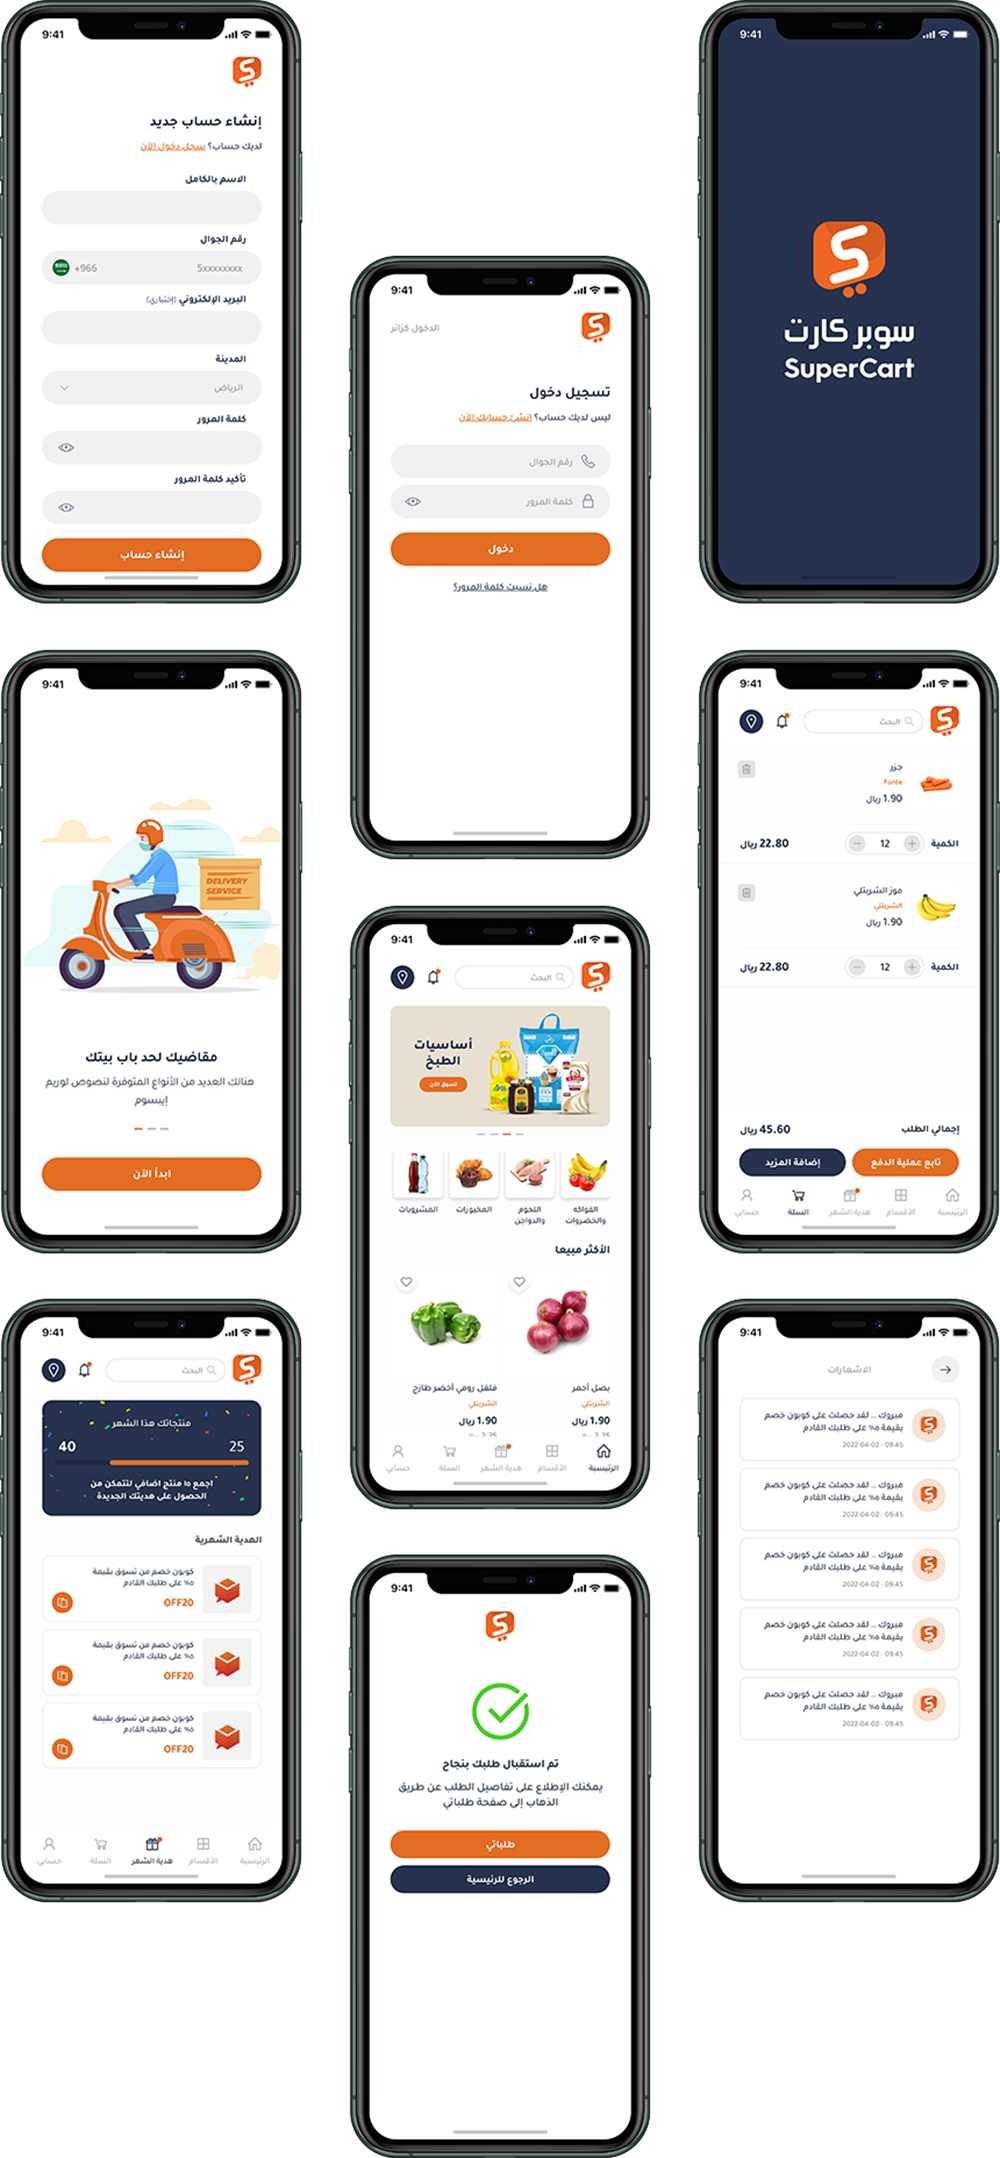 9:41
إنشاء حساب جديد
لديك حساب؟ سجل دخول الآن
الاسم بالكامل
رقم الجوال
5xxxxxxxx
+966
البريد الإلكتروني (إختياري)
المدينة
الرياض
كلمة المرور
تأكيد كلمة المرور
إنشاء حساب
9:41
الدخول كزائر
تسجيل دخول
ليس لديك حساب؟ إنشئ حسابك الآن
رقم الجوال
كلمة المرور
دخول
هل نسيت كلمة المرور؟
9:41
سوبر كارت
SuperCart
9:41
DELIVERY
SERVICE
مقاضيك لحد باب بيتك
هنالك العديد من الأنواع المتوفرة لنصوص لوريم
إيبسوم
ابدأ الآن
9:41
البحث
أساسيات
الطبخ
تسوق الآن
الفواكه
والخضروات
اللحوم
والدواجن
المخبوزات
المشروبات
الأكثر مبيعا
بصل أحمر
الشربتلي
1.90 ريال
فلفل رومي أخضر طازج
الشربتلي
1.90 ريال
الرئيسية
الأقسام
هدية الشهر
السلة
حسابي
9:41
البحث
جزر
Fonte
1.90 ريال
الكمية
12
22.80 ريال
موز الشربتلي
الشربتلي
1.90 ريال
الكمية
12
22.80 ريال
إجمالي الطلب
45.60 ريال
تابع عملية الدفع
إضافة المزيد
الرئيسية
الأقسام
هدية الشهر
السلة
حسابي
9:41
البحث
منتجاتك هذا الشهر
25
40
اجمع ١٥ منتج اضافي لتتمكن من
الحصول على هديتك الجديدة
الهدية الشهرية
كوبون خصم من تسوق بقيمة
٥% على طلبك القادم
OFF20
كوبون خصم من تسوق بقيمة
٥% على طلبك القادم
OFF20
كوبون خصم من تسوق بقيمة
٥% على طلبك القادم
OFF20
الرئيسية
الأقسام
هدية الشهر
السلة
حسابي
9:41
تم استقبال طلبك بنجاح
يمكنك الإطلاع على تفاصيل الطلب عن طريق
الذهاب إلى صفحة طلباتي
طلباتي
الرجوع للرئيسية
9:41
الاشعارات
مبروك .. لقد حصلت على كوبون خصم
بقيمة ٥% على طلبك القادم
2022-04-02 - 09:45
مبروك .. لقد حصلت على كوبون خصم
بقيمة ٥% على طلبك القادم
2022-04-02 - 09:45
مبروك .. لقد حصلت على كوبون خصم
بقيمة ٥% على طلبك القادم
2022-04-02 - 09:45
مبروك .. لقد حصلت على كوبون خصم
بقيمة ٥% على طلبك القادم
2022-04-02 - 09:45
مبروك .. لقد حصلت على كوبون خصم
بقيمة ٥% على طلبك القادم
2022-04-02 - 09:45